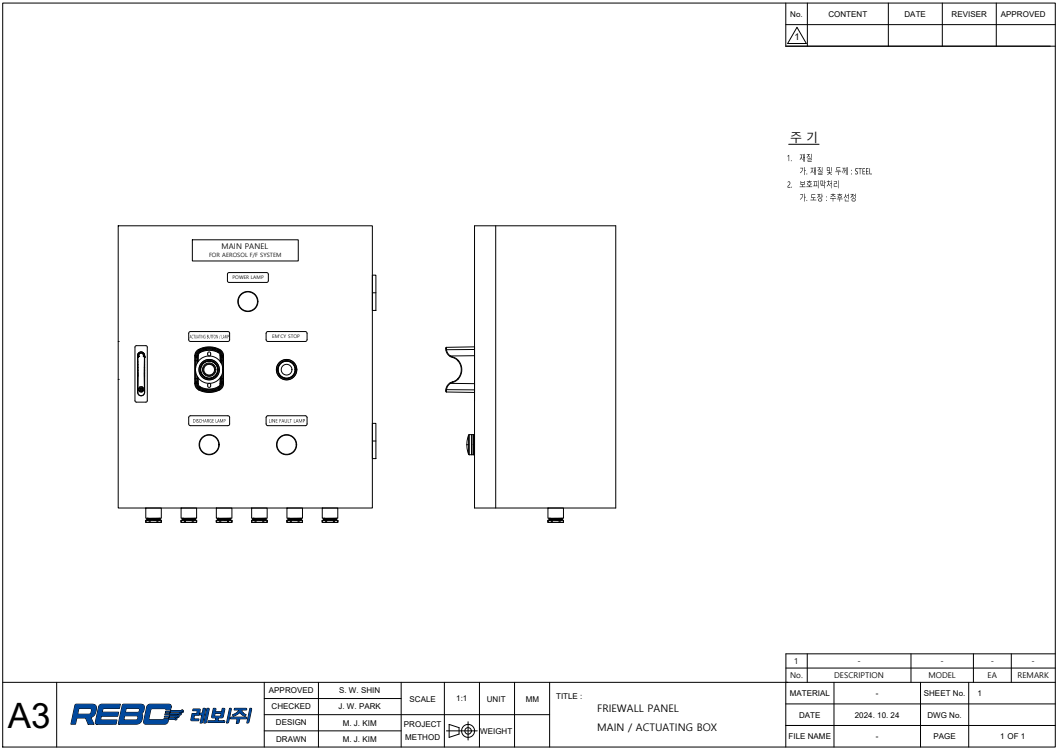 No. CONTENT DATE REVISER APPROVED
1
주 기
1. 재질
가. 재질 및 두께 : STEEL
2. 보호피막처리
가. 도장 : 추후선정
MAIN PANEL
FOR AEROSOL F/F SYSTEM
POWER LAMP
ACTUATING BUTTON / LAMP EM'CY STOP
DISCHARGE LAMP LINE FAULT LAMP
1 - - - -
No. DESCRIPTION MODEL EA REMARK
A3
REBO 레보(주)
APPROVED S. W. SHIN
CHECKED J. W. PARK
DESIGN M. J. KIM
DRAWN M. J. KIM
SCALE 1:1 UNIT MM
PROJECT METHOD WEIGHT
TITLE :
FRIEWALL PANEL
MAIN / ACTUATING BOX
MATERIAL - SHEET No. 1
DATE 2024. 10. 24 DWG No.
FILE NAME - PAGE 1 OF 1